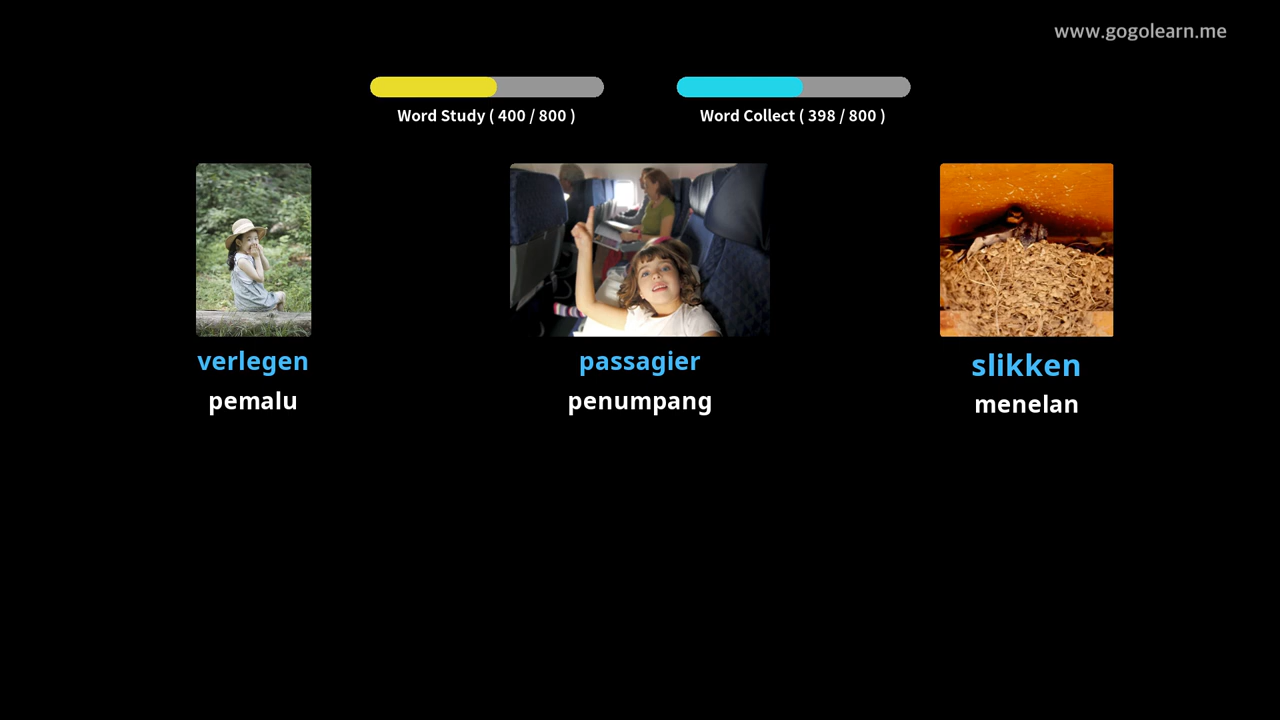 www.gogolearn.me
Word Study ( 400 / 800 )
Word Collect ( 398 / 800 )
verlegen
pemalu
passagier
penumpang
slikken
menelan